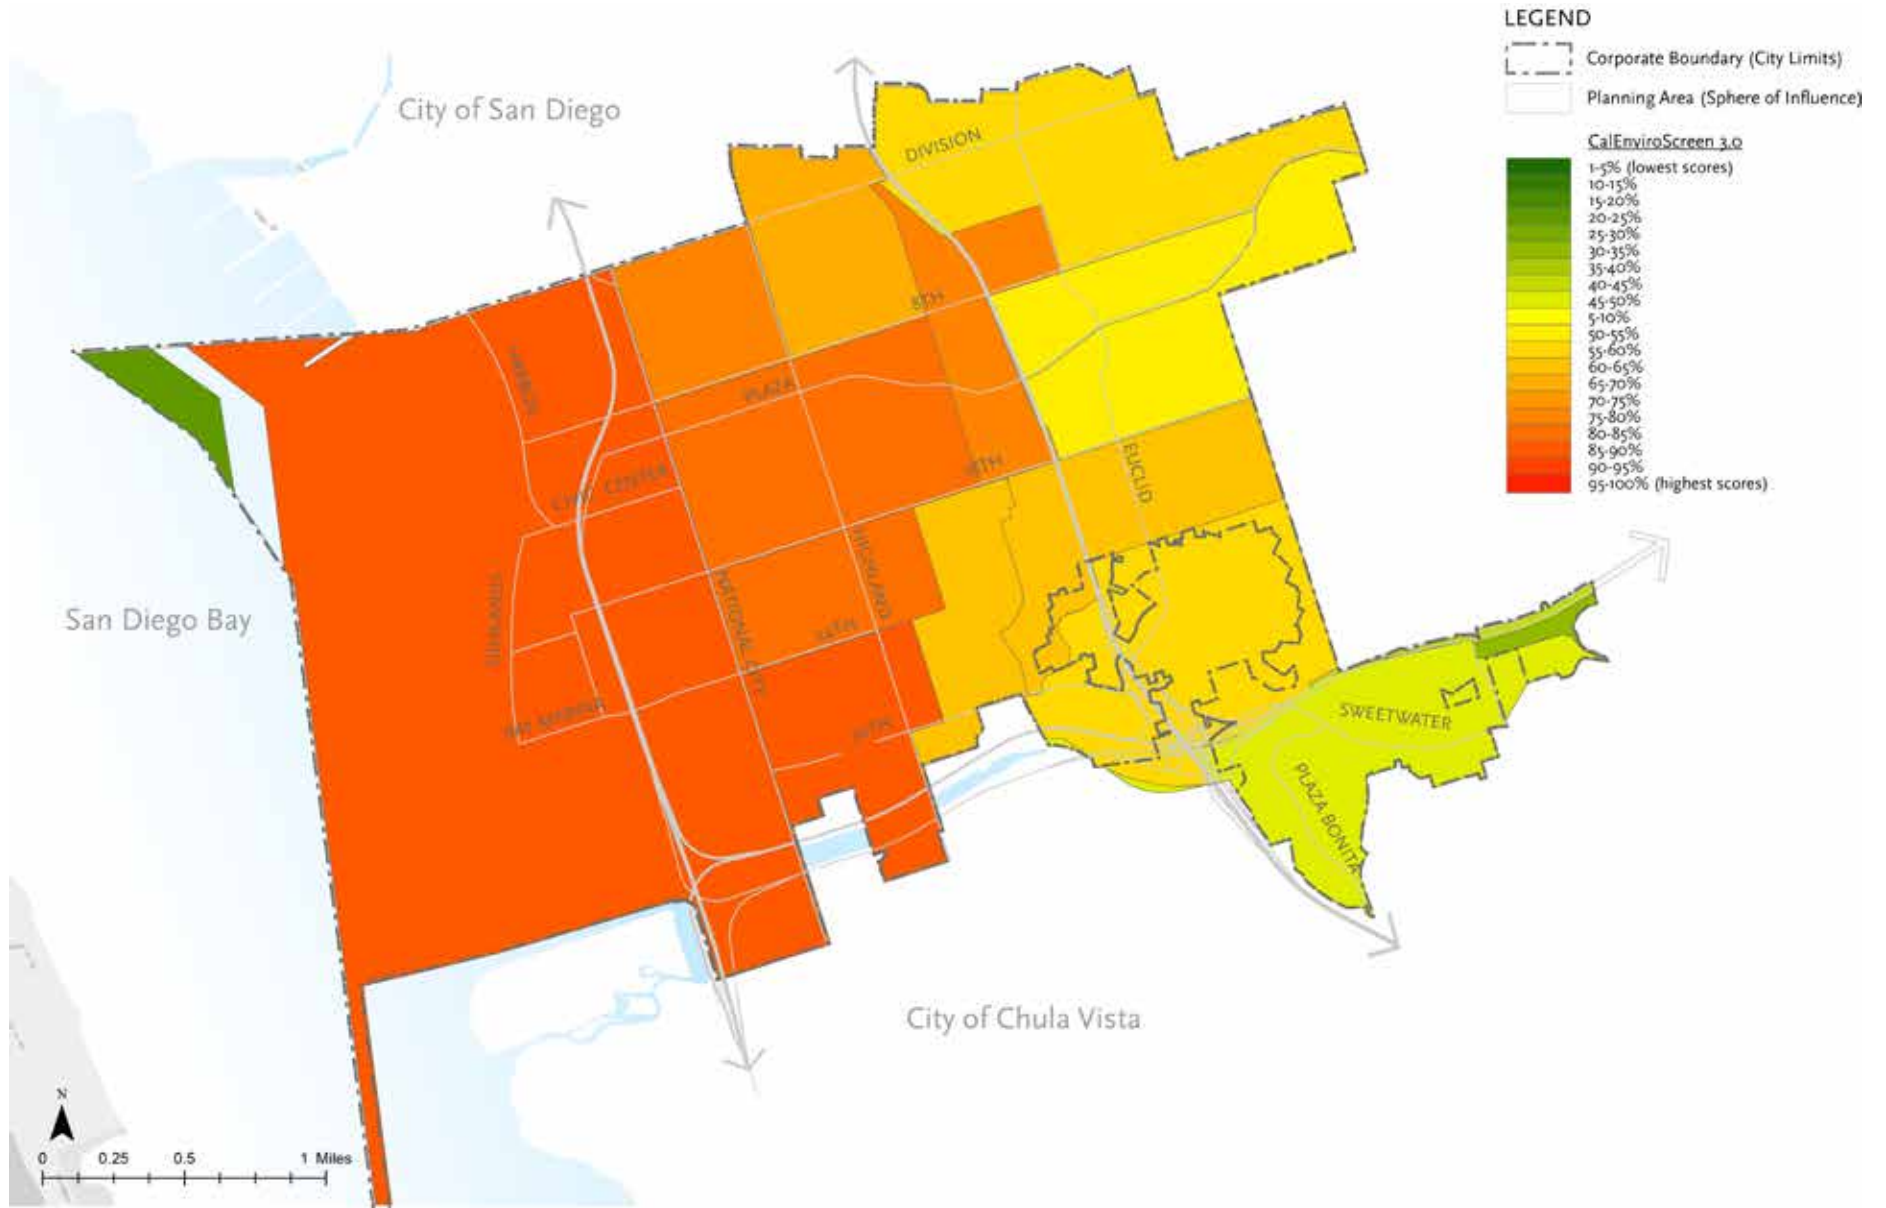 LEGEND
Corporate Boundary (City Limits)
Planning Area (Sphere of Influence)
CalEnviroScreen 3.0
1-5% (lowest scores)
10-15%
15-20%
20-25%
25-30%
30-35%
35-40%
40-45%
45-50%
5-10%
50-55%
55-60%
60-65%
65-70%
70-75%
75-80%
80-85%
85-90%
90-95%
95-100% (highest scores)
City of San Diego
DIVISION
8TH
HARBOR
PLAZA
EUCLID
18TH
CIVIC CENTER
HIGHLAND
NATIONAL CITY
TIDELANDS
24TH
San Diego Bay
BAY MARINA
30TH
SWEETWATER
PLAZA BONITA
City of Chula Vista
N
0 0.25 0.5 1 Miles